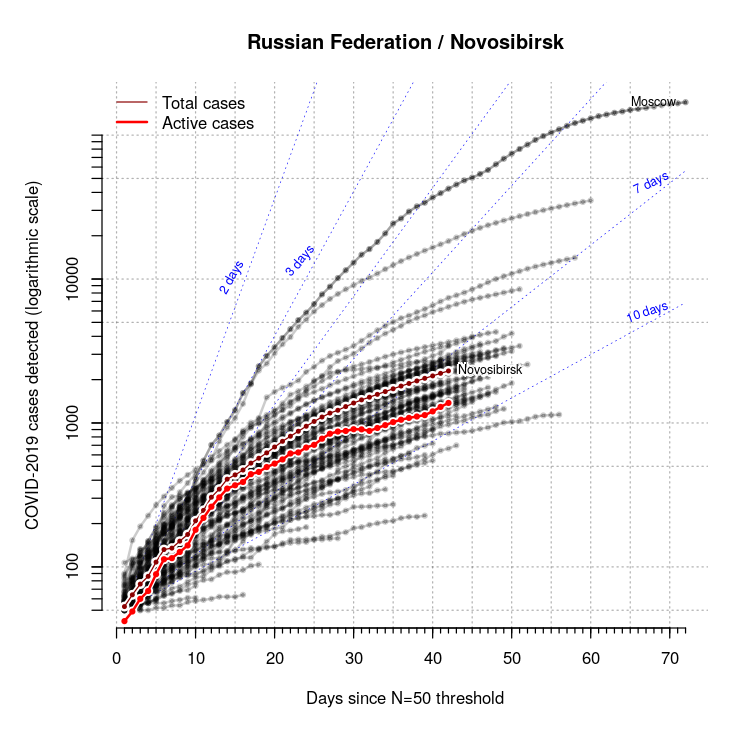 Russian Federation / Novosibirsk
Total cases
Active cases
Moscow
7 days
2 days
3 days
10 days
Novosibirsk
COVID-2019 cases detected (logarithmic scale)
10000
1000
100
0 10 20 30 40 50 60 70
Days since N=50 threshold